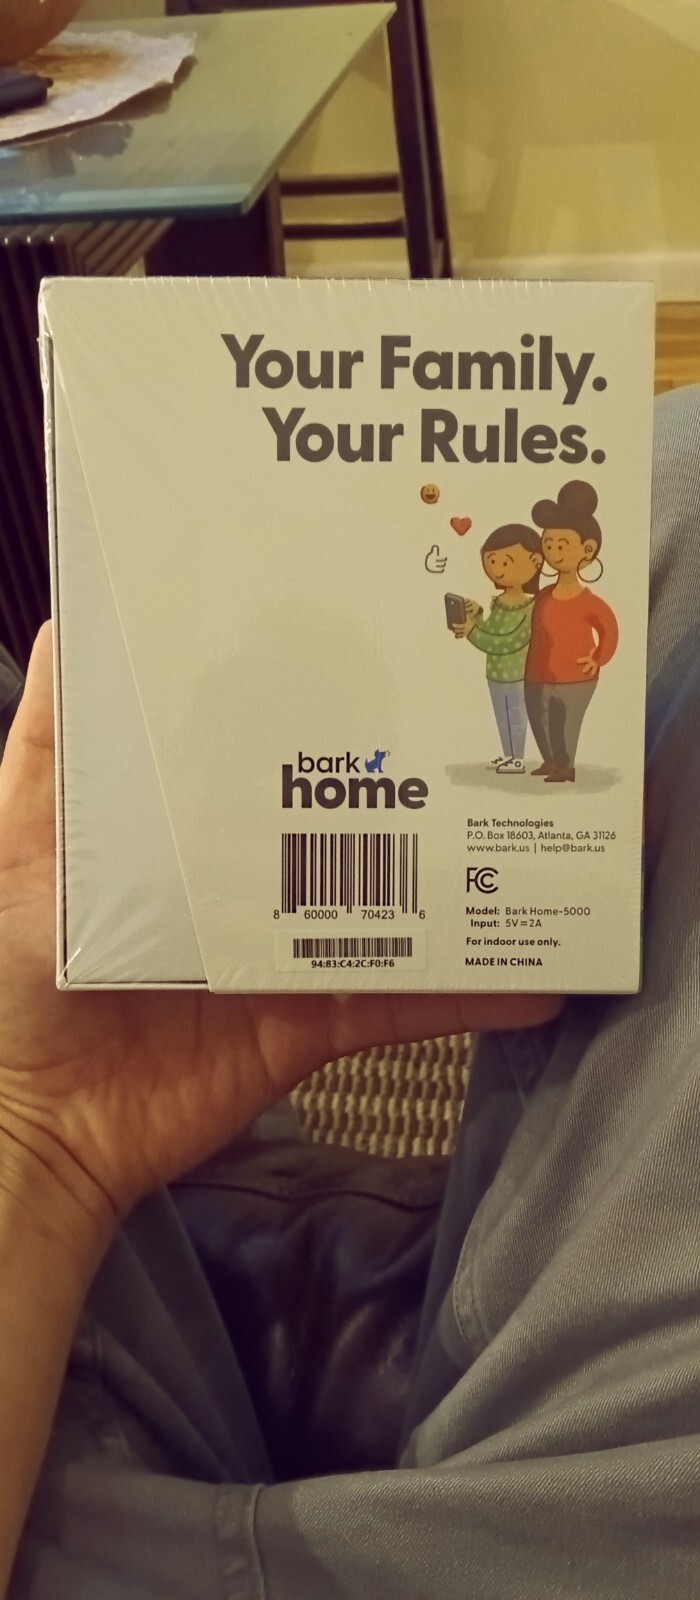 Your Family.
Your Rules.
bark
home
8 60000 70423 6
94:83:C4:2C:F0:F6
Bark Technologies
P.O. Box 18603, Atlanta, GA 31126
www.bark.us | help@bark.us
FC
Model: Bark Home-5000
Input: 5V⎓2A
For indoor use only.
MADE IN CHINA